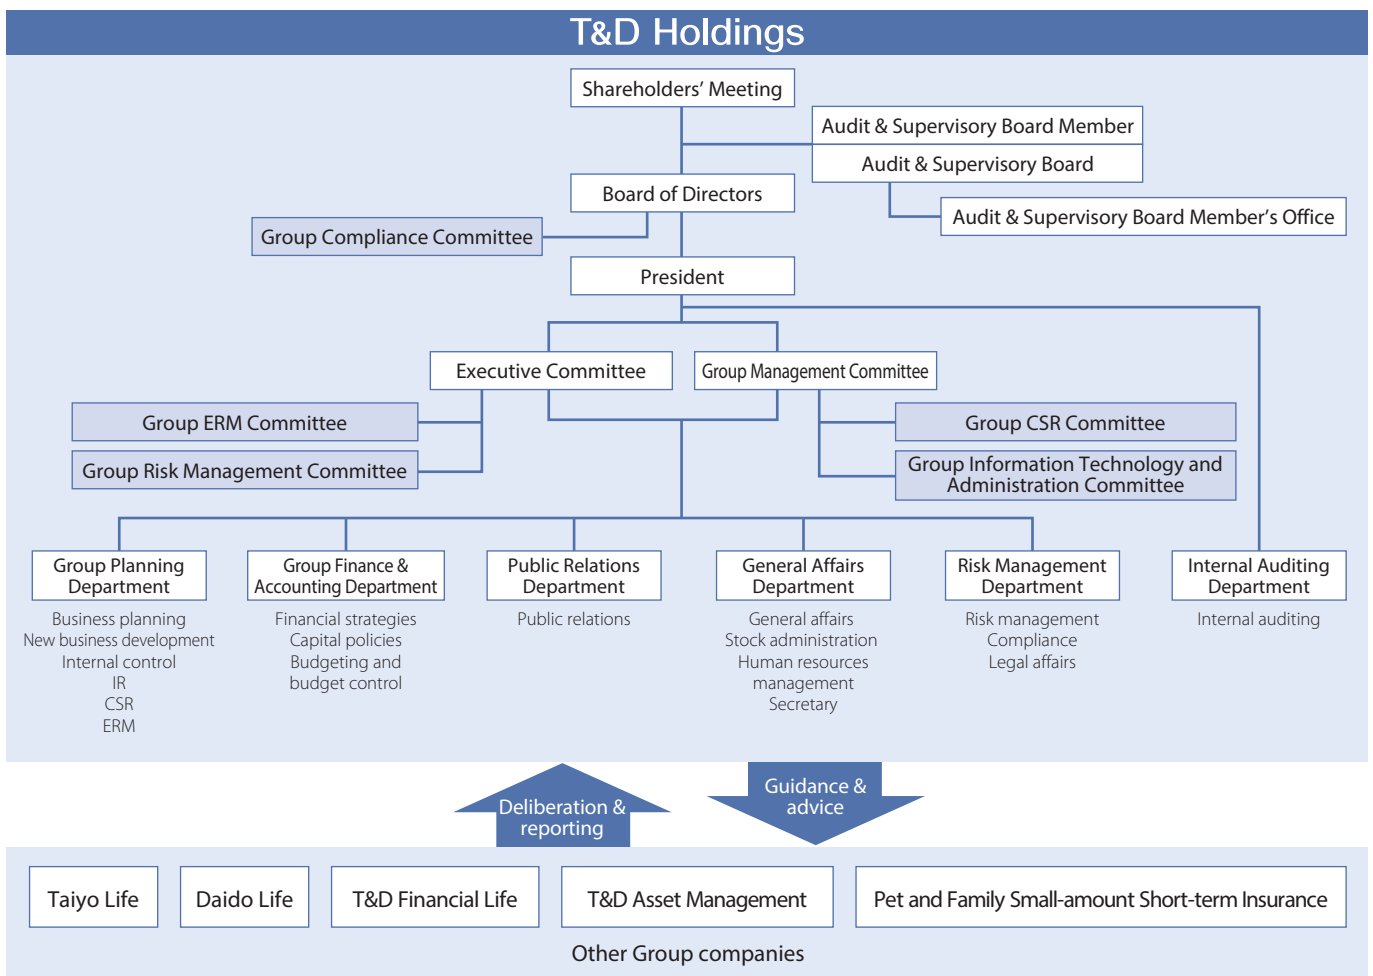 T&D Holdings
Shareholders’ Meeting
Audit & Supervisory Board Member
Audit & Supervisory Board
Board of Directors
Audit & Supervisory Board Member’s Office
Group Compliance Committee
President
Executive Committee
Group Management Committee
Group ERM Committee
Group CSR Committee
Group Risk Management Committee
Group Information Technology and
Administration Committee
Group Planning
Department
Business planning
New business development
Internal control
IR
CSR
ERM
Group Finance &
Accounting Department
Financial strategies
Capital policies
Budgeting and
budget control
Public Relations
Department
Public relations
General Affairs
Department
General affairs
Stock administration
Human resources
management
Secretary
Risk Management
Department
Risk management
Compliance
Legal affairs
Internal Auditing
Department
Internal auditing
Deliberation &
reporting
Guidance &
advice
Taiyo Life
Daido Life
T&D Financial Life
T&D Asset Management
Pet and Family Small-amount Short-term Insurance
Other Group companies